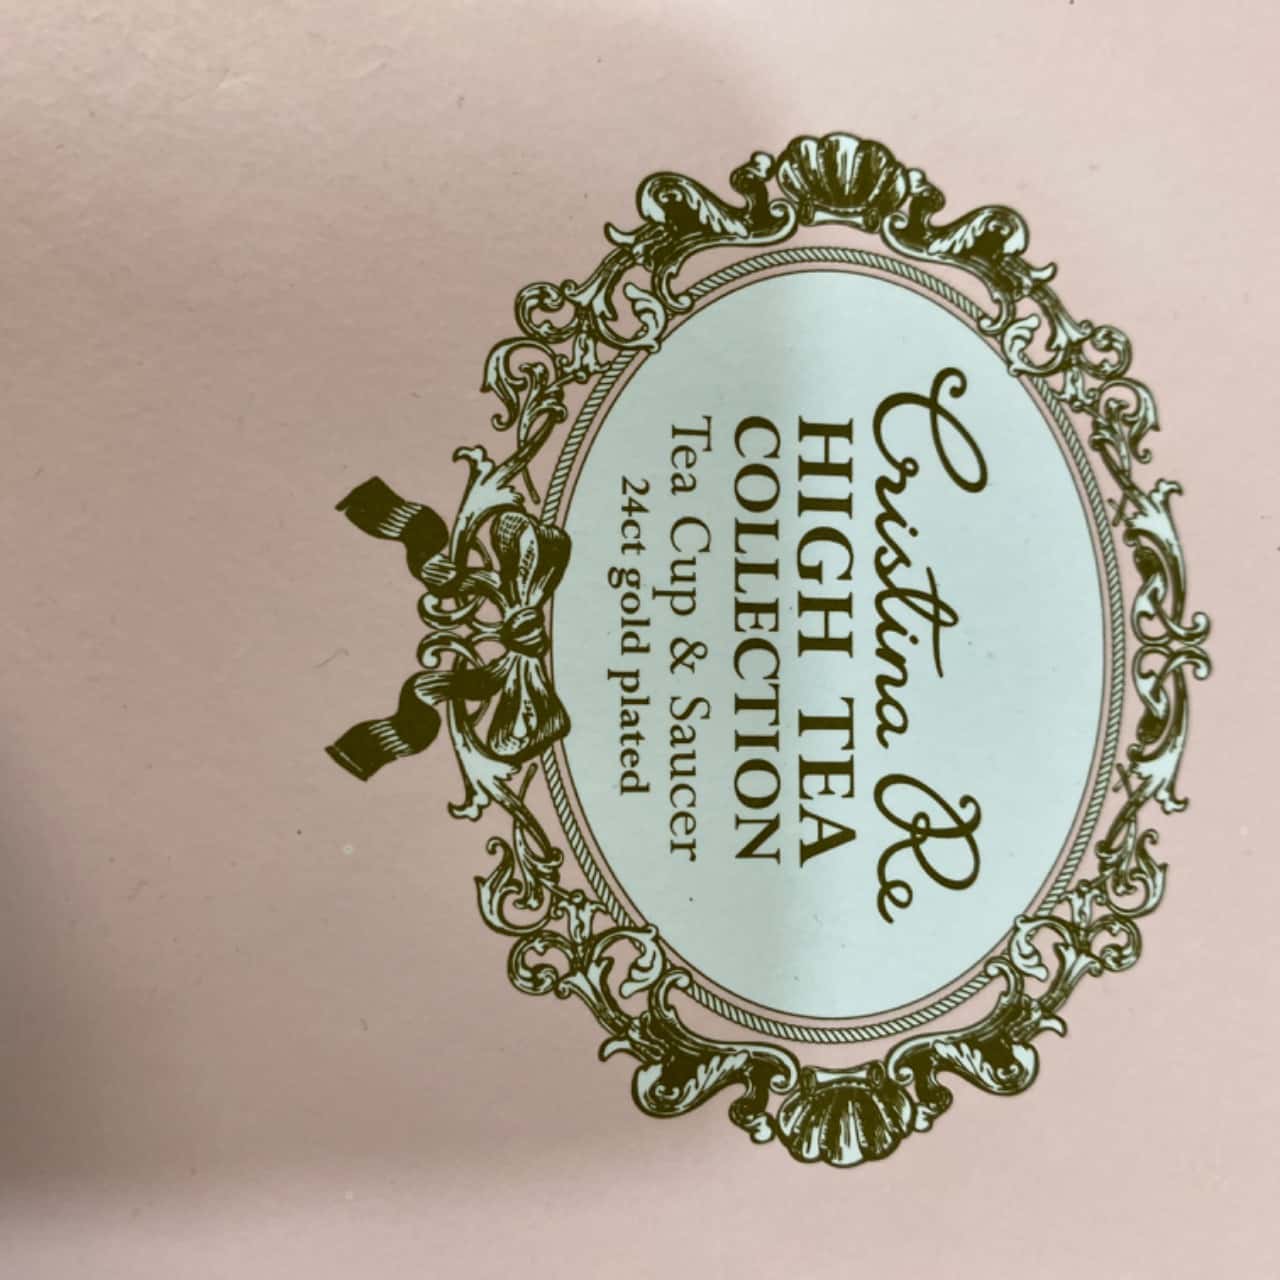 Cristina Re
HIGH TEA
COLLECTION
Tea Cup & Saucer
24ct gold plated